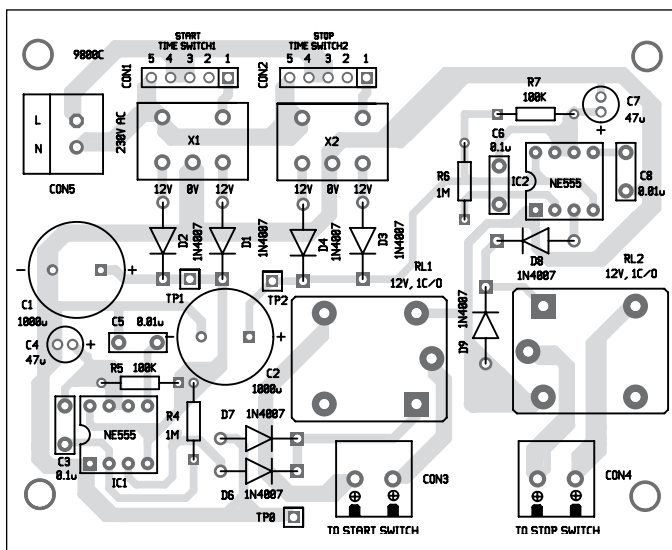 9800C
START
TIME SWITCH1
5 4 3 2 1
CON1
STOP
TIME SWITCH2
5 4 3 2 1
CON2
R7
100K
C7
47u
+
L
N
CON5
230V AC
X1
12V 0V 12V
X2
12V 0V 12V
C6
0.1u
R6
1M
IC2
NE555
C8
0.01u
D2
1N4007
D1
1N4007
D4
1N4007
D3
1N4007
D8
1N4007
- +
C1
1000u
TP1
TP2
RL1
12V, 1C/O
RL2
12V, 1C/O
C4
47u
+
C5 0.01u
+
C2
1000u
D9 1N4007
R5 100K
R4
1M
NE555
IC1
C3
0.1u
D7 1N4007
D6 1N4007
TP0
CON3
TO START SWITCH
CON4
TO STOP SWITCH